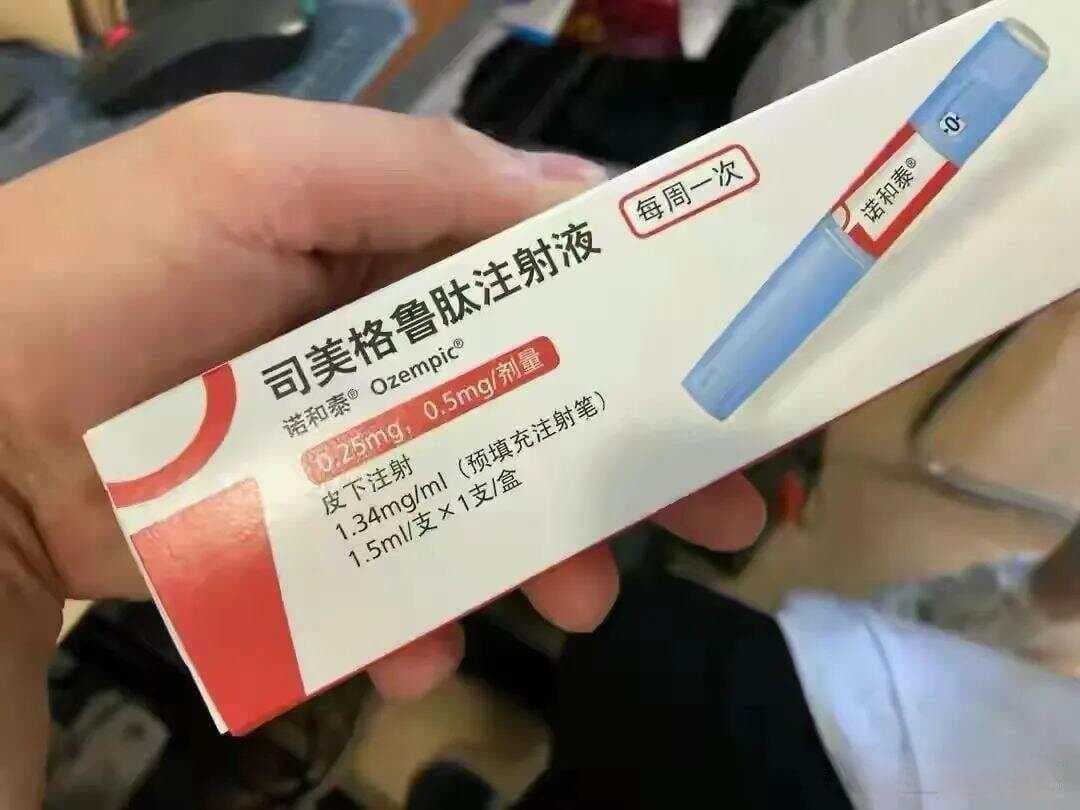 司美格鲁肽注射液
每周一次
诺和泰® Ozempic®
0.25mg，0.5mg/剂量
皮下注射
1.34mg/ml（预填充注射笔）
1.5ml/支×1支/盒
诺和泰®
-0-